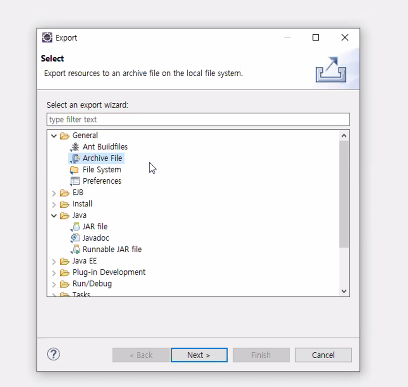 Export
Select
Export resources to an archive file on the local file system.
Select an export wizard:
type filter text
General
Ant Buildfiles
Archive File
File System
Preferences
EJB
Install
Java
JAR file
Javadoc
Runnable JAR file
Java EE
Plug-in Development
Run/Debug
Tasks
?
< Back
Next >
Finish
Cancel